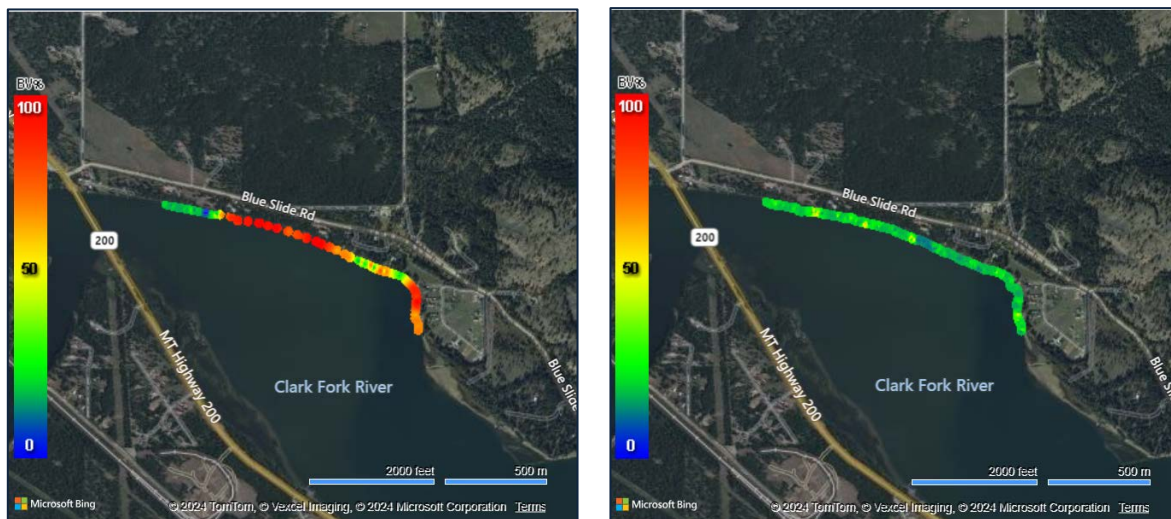 BV%
100
50
0
Blue Slide Rd
200
MT Highway 200
Blue Slide
Clark Fork River
2000 feet
500 m
Microsoft Bing
© 2024 TomTom, © Vexcel Imaging, © 2024 Microsoft Corporation Terms
BV%
100
50
0
Blue Slide Rd
200
MT Highway 200
Blue Sli
Clark Fork River
2000 feet
500 m
Microsoft Bing
© 2024 TomTom, © Vexcel Imaging, © 2024 Microsoft Corporation Terms